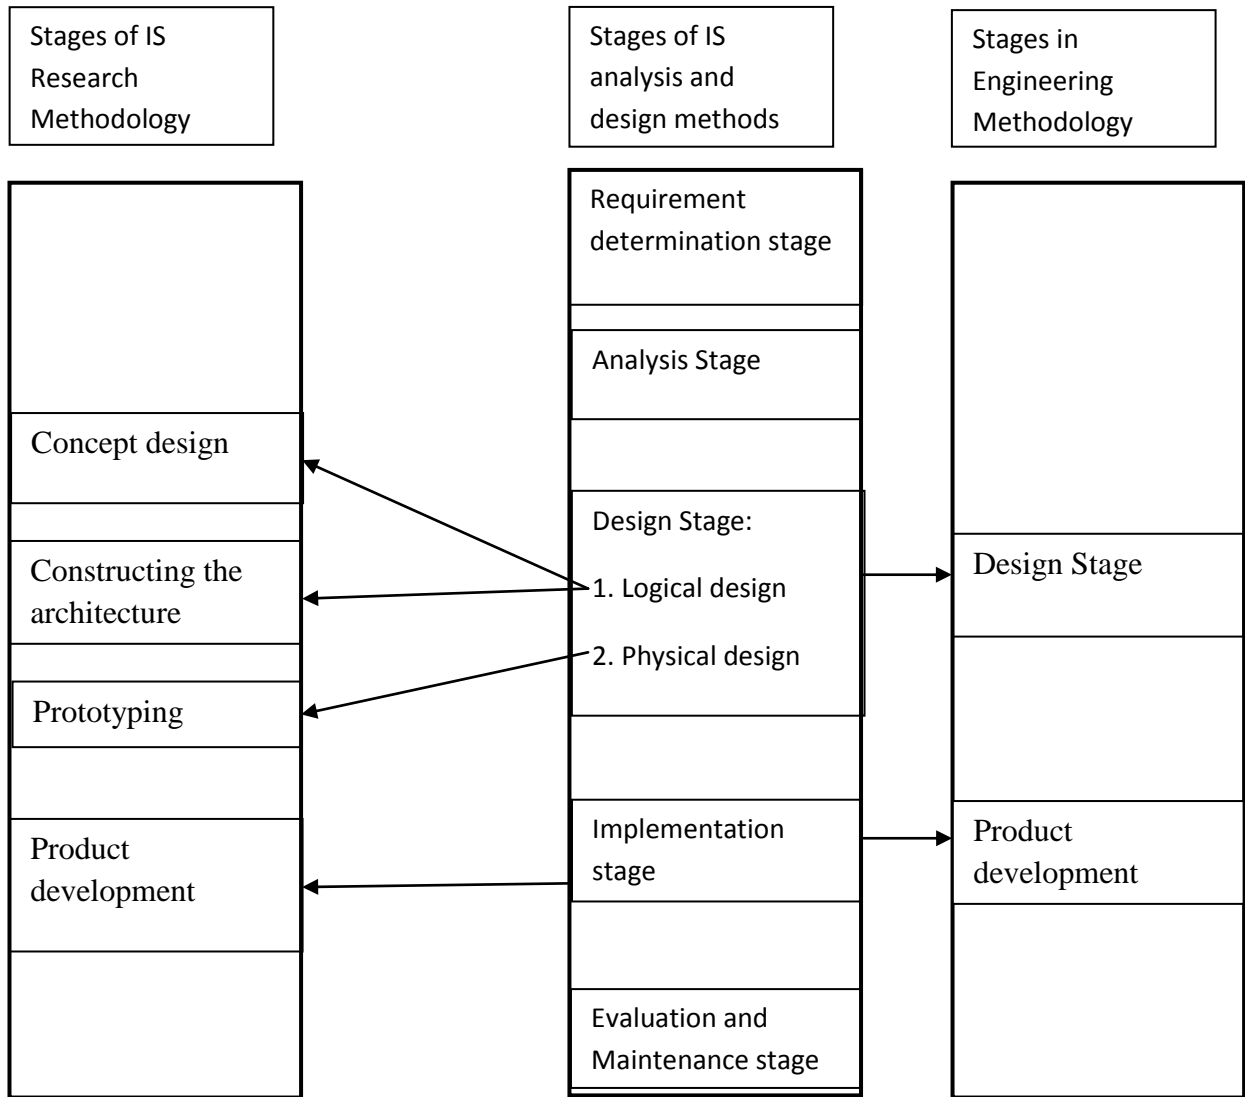 Stages of IS
Research
Methodology
Stages of IS
analysis and
design methods
Stages in
Engineering
Methodology
Concept design
Constructing the
architecture
Prototyping
Product
development
Requirement
determination stage
Analysis Stage
Design Stage:
1. Logical design
2. Physical design
Implementation
stage
Evaluation and
Maintenance stage
Design Stage
Product
development